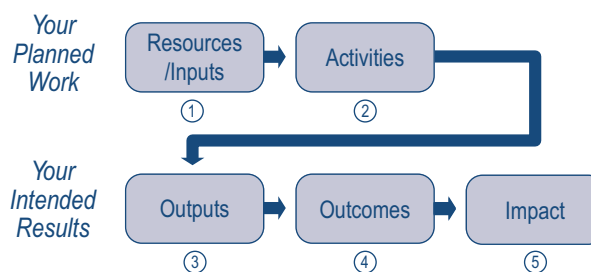 Your
Planned
Work
Resources
/Inputs
Activities
①
②
Your
Intended
Results
Outputs
Outcomes
Impact
③
④
⑤